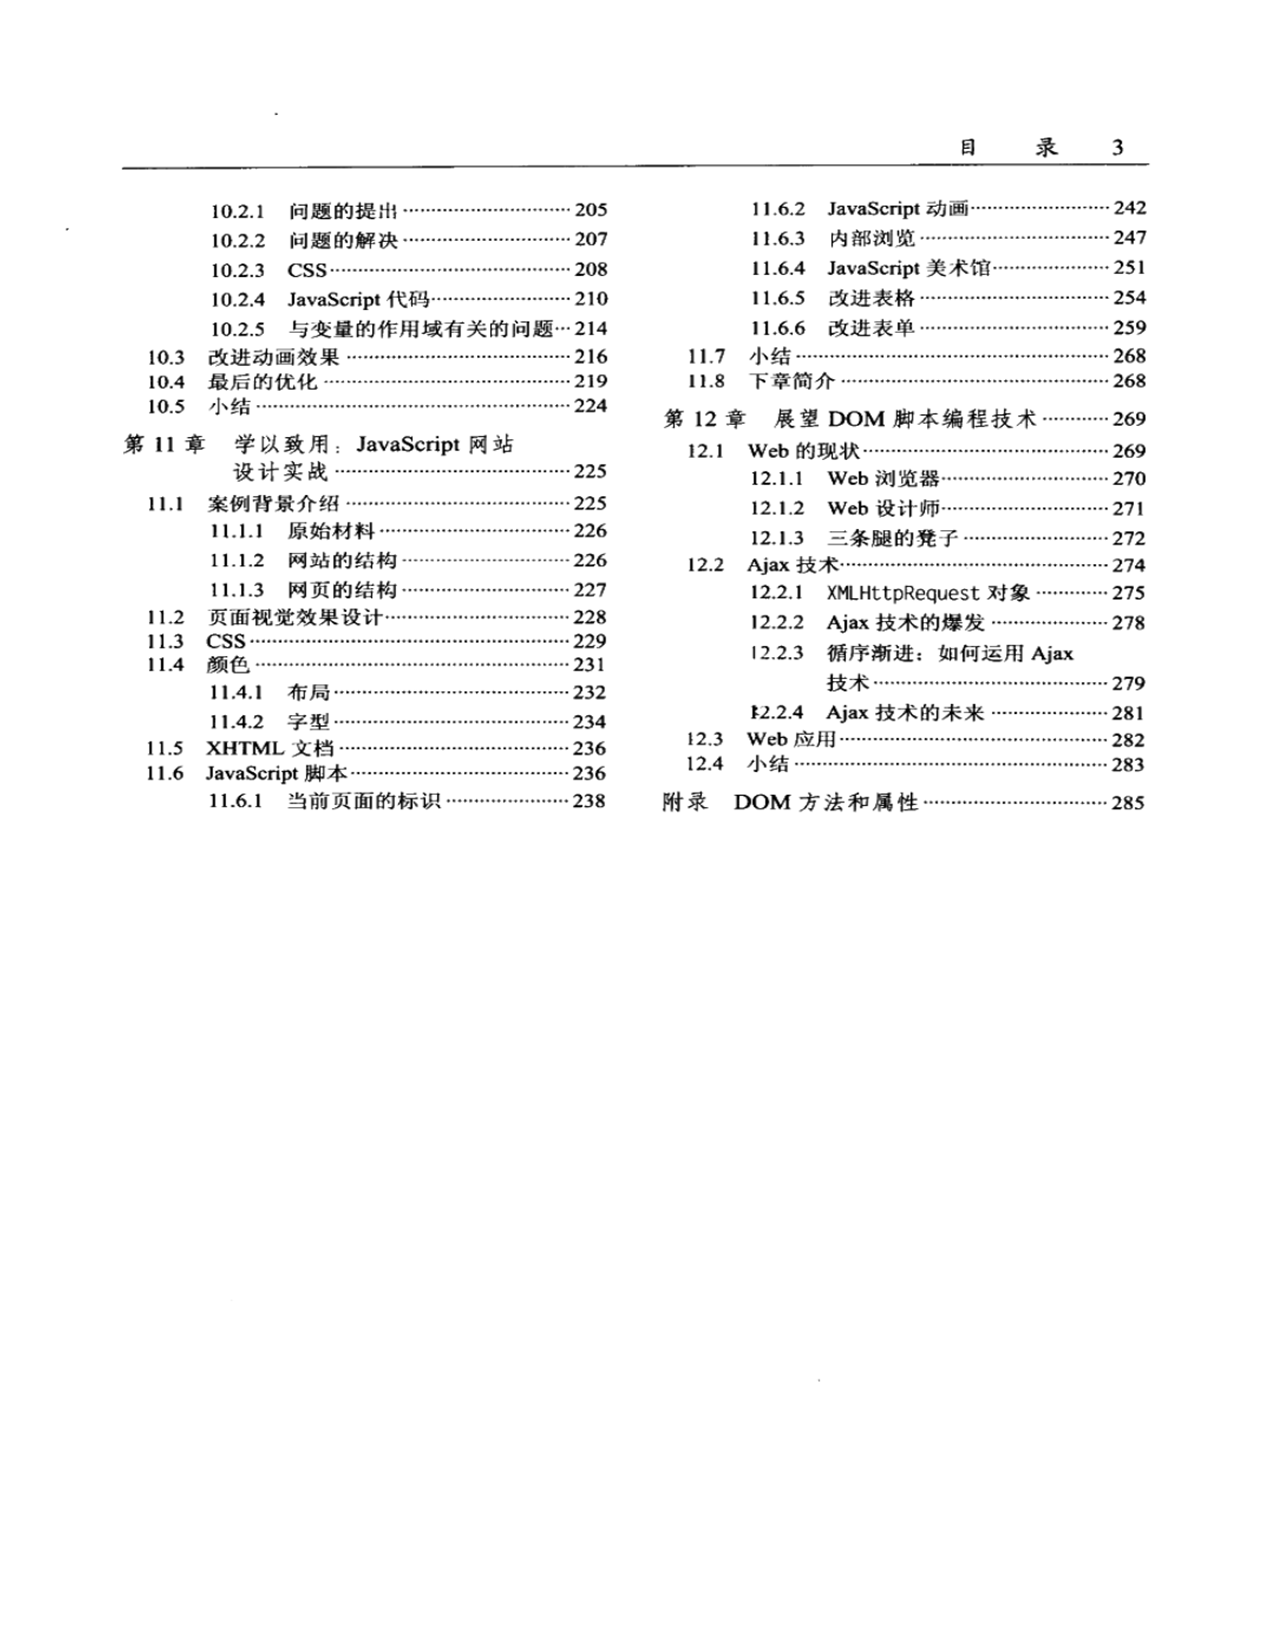 目 录 3
10.2.1 问题的提出 205
10.2.2 问题的解决 207
10.2.3 CSS 208
10.2.4 JavaScript 代码 210
10.2.5 与变量的作用域有关的问题 214
10.3 改进动画效果 216
10.4 最后的优化 219
10.5 小结 224
第 11 章 学以致用：JavaScript 网站
设计实战 225
11.1 案例背景介绍 225
11.1.1 原始材料 226
11.1.2 网站的结构 226
11.1.3 网页的结构 227
11.2 页面视觉效果设计 228
11.3 CSS 229
11.4 颜色 231
11.4.1 布局 232
11.4.2 字型 234
11.5 XHTML 文档 236
11.6 JavaScript 脚本 236
11.6.1 当前页面的标识 238
11.6.2 JavaScript 动画 242
11.6.3 内部浏览 247
11.6.4 JavaScript 美术馆 251
11.6.5 改进表格 254
11.6.6 改进表单 259
11.7 小结 268
11.8 下章简介 268
第 12 章 展望 DOM 脚本编程技术 269
12.1 Web 的现状 269
12.1.1 Web 浏览器 270
12.1.2 Web 设计师 271
12.1.3 三条腿的凳子 272
12.2 Ajax 技术 274
12.2.1 XMLHttpRequest 对象 275
12.2.2 Ajax 技术的爆发 278
12.2.3 循序渐进：如何运用 Ajax
技术 279
12.2.4 Ajax 技术的未来 281
12.3 Web 应用 282
12.4 小结 283
附录 DOM 方法和属性 285